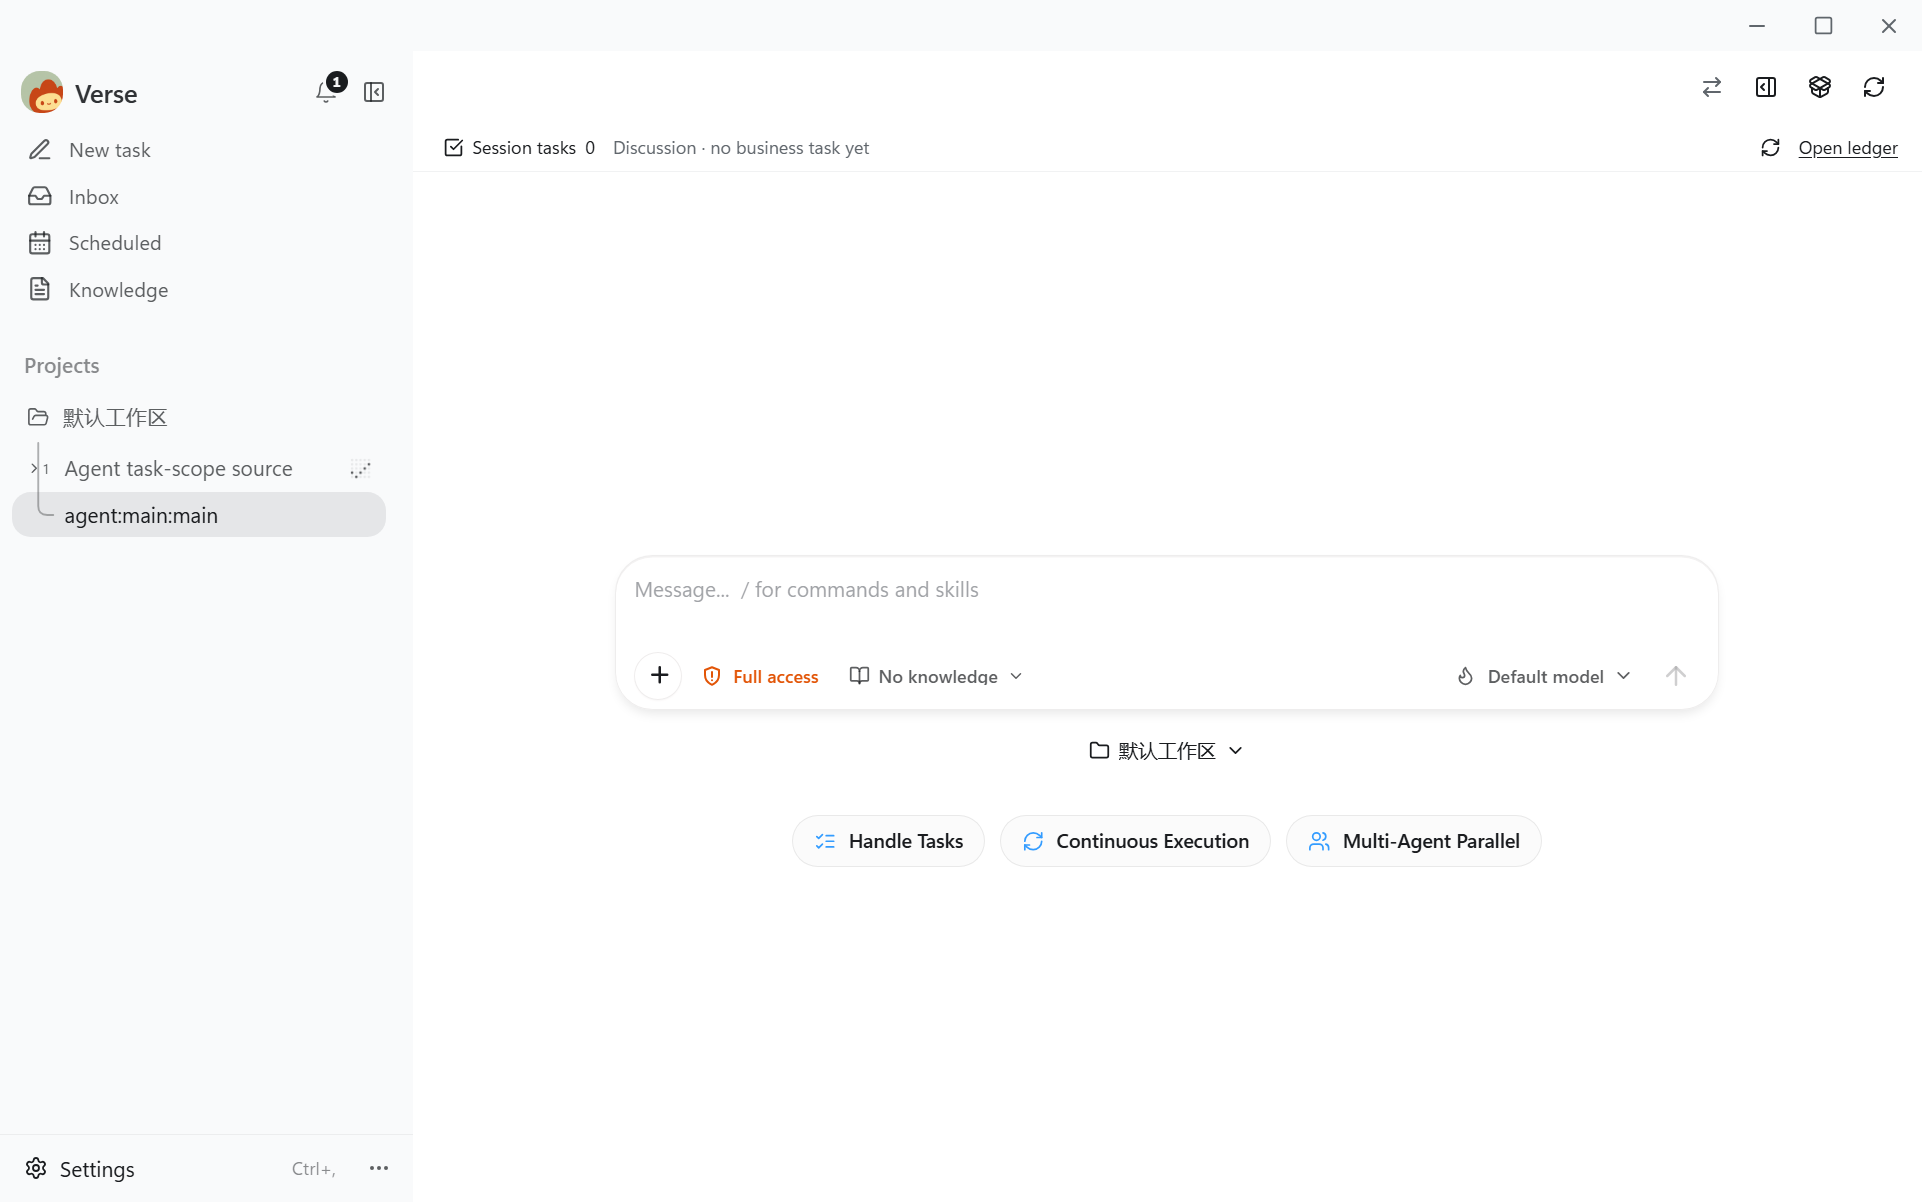 Verse
1
New task
Inbox
Scheduled
Knowledge
Projects
默认工作区
1 Agent task-scope source
agent:main:main
Settings Ctrl+,
Session tasks 0 Discussion · no business task yet
Open ledger
Message... / for commands and skills
Full access No knowledge Default model
默认工作区
Handle Tasks Continuous Execution Multi-Agent Parallel